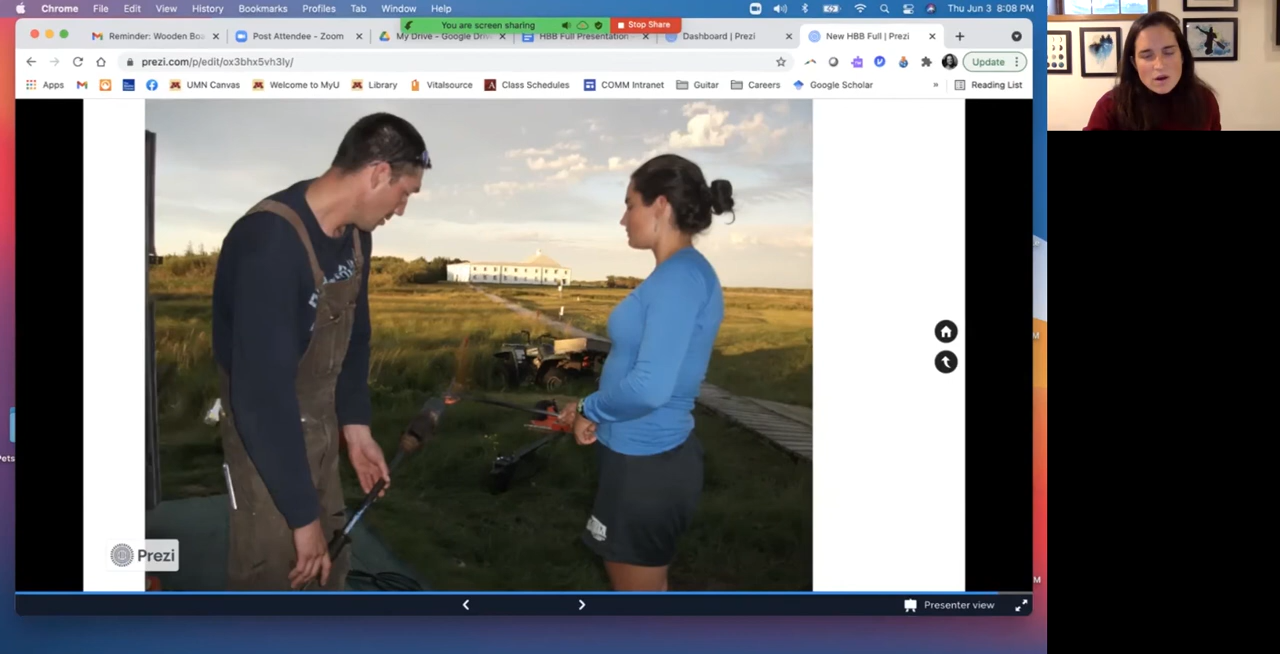 Chrome File Edit View History Bookmarks Profiles Tab Window Help Thu Jun 3 8:08 PM
You are screen sharing Stop Share
Reminder: Wooden Boa Post Attendee - Zoom My Drive - Google Driv HBB Full Presentation - Dashboard | Prezi New HBB Full | Prezi
prezi.com/p/edit/ox3bhx5vh3ly/ Update
Apps UMN Canvas Welcome to MyU Library Vitalsource Class Schedules COMM Intranet Guitar Careers Google Scholar » Reading List
Prezi
Presenter view